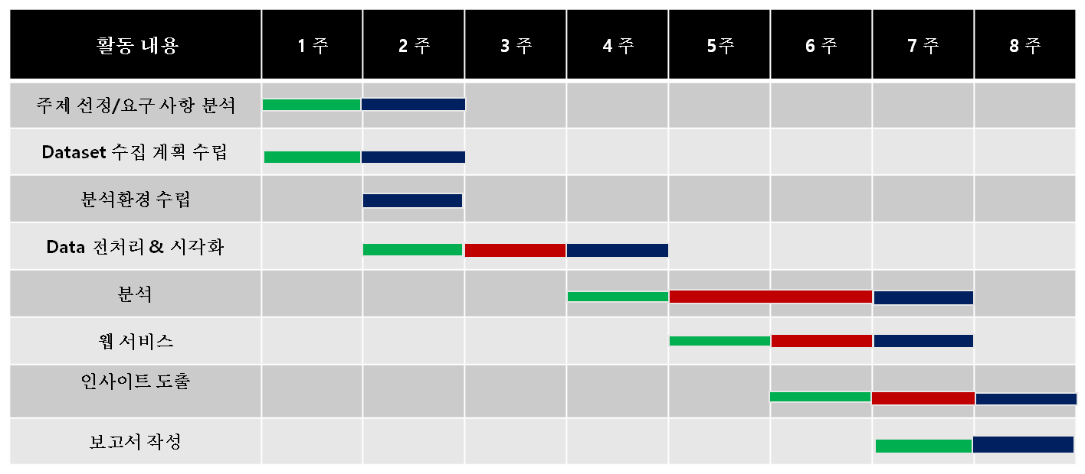 활동 내용 1 주 2 주 3 주 4 주 5주 6 주 7 주 8 주
주제 선정/요구 사항 분석
Dataset 수집 계획 수립
분석환경 수립
Data 전처리 & 시각화
분석
웹 서비스
인사이트 도출
보고서 작성